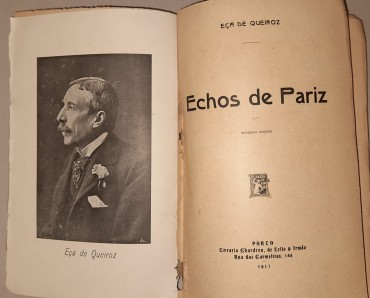 Eça de Queiroz
EÇA DE QUEIROZ
Echos de Pariz
PORTO
Livraria Chardron, de Lello & Irmão
Rua das Carmelitas, 144
1911